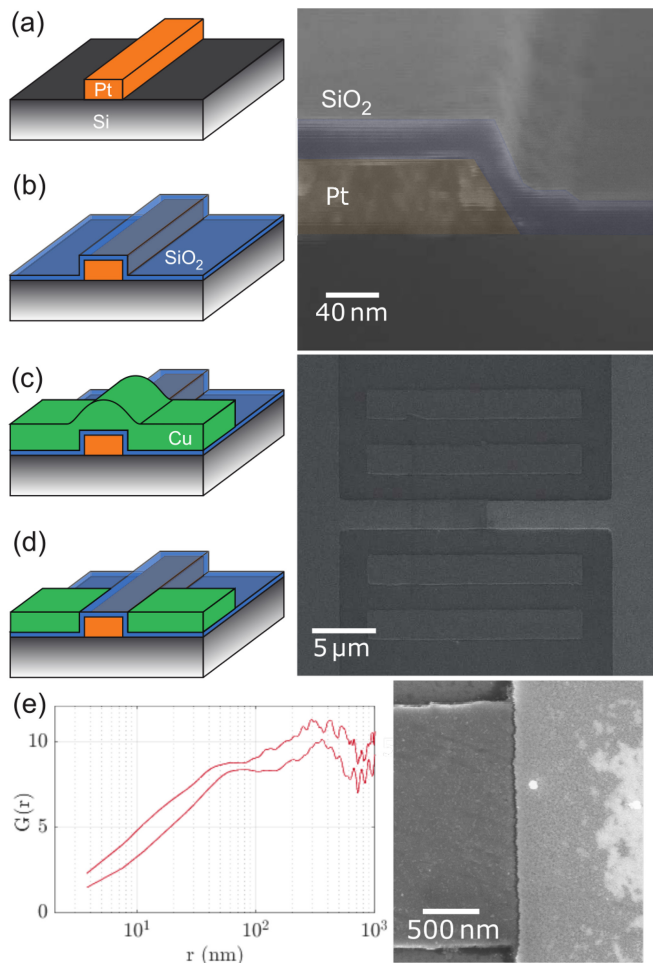 (a)
Pt
Si
SiO2
Pt
40 nm
(b)
SiO2
(c)
Cu
5 μm
(d)
(e)
10
5
0
G(r)
10^1
10^2
10^3
r (nm)
500 nm